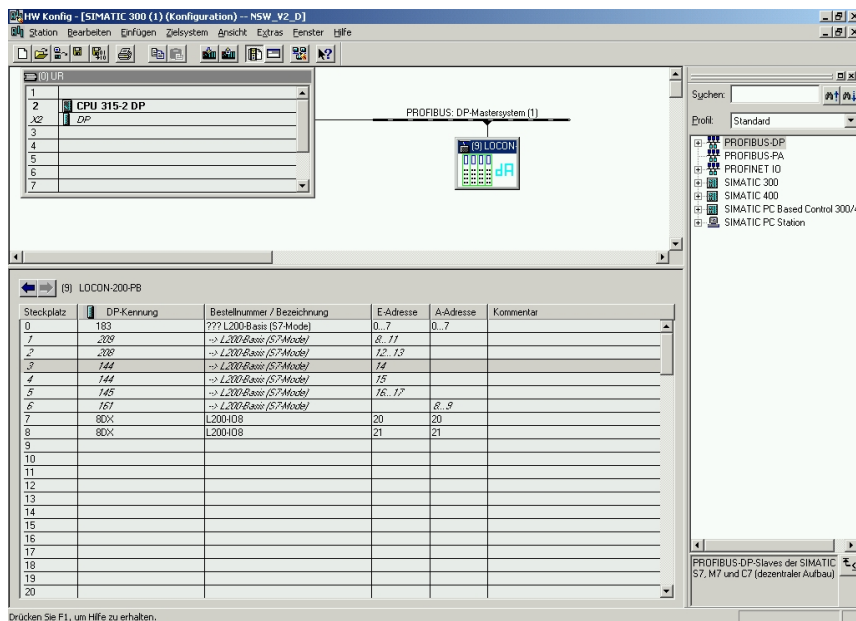 HW Konfig - [SIMATIC 300 (1) (Konfiguration) -- NSW_V2_D]
Station Bearbeiten Einfügen Zielsystem Ansicht Extras Fenster Hilfe
(0) UR
1
2 CPU 315-2 DP
X2 DP
3
4
5
6
7
PROFIBUS: DP-Mastersystem (1)
(9) LOCON-
dA
Suchen:
Profil: Standard
PROFIBUS-DP
PROFIBUS-PA
PROFINET IO
SIMATIC 300
SIMATIC 400
SIMATIC PC Based Control 300/4
SIMATIC PC Station
PROFIBUS-DP-Slaves der SIMATIC
S7, M7 und C7 (dezentraler Aufbau)
(9) LOCON-200-PB
Steckplatz DP-Kennung Bestellnummer / Bezeichnung E-Adresse A-Adresse Kommentar
0 183 ??? L200-Basis (S7-Mode) 0...7 0...7
1 209 --> L200-Basis (S7-Mode) 8...11
2 208 --> L200-Basis (S7-Mode) 12...13
3 144 --> L200-Basis (S7-Mode) 14
4 144 --> L200-Basis (S7-Mode) 15
5 145 --> L200-Basis (S7-Mode) 16...17
6 161 --> L200-Basis (S7-Mode) 8...9
7 8DX L200-IO8 20 20
8 8DX L200-IO8 21 21
9
10
11
12
13
14
15
16
17
18
19
20
Drücken Sie F1, um Hilfe zu erhalten.